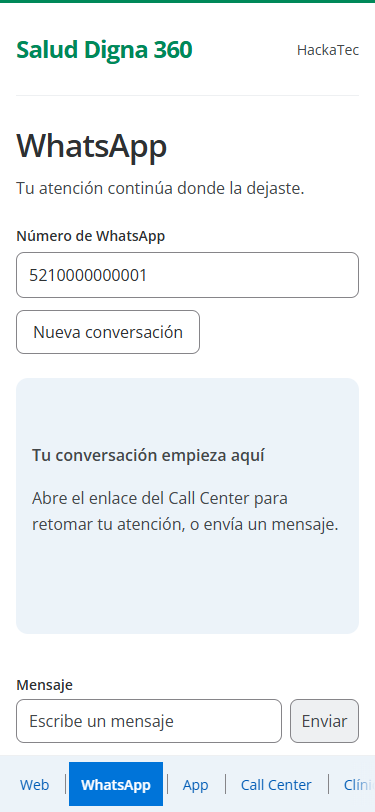 Salud Digna 360
HackaTec
WhatsApp
Tu atención continúa donde la dejaste.
Número de WhatsApp
5210000000001
Nueva conversación
Tu conversación empieza aquí
Abre el enlace del Call Center para
retomar tu atención, o envía un mensaje.
Mensaje
Escribe un mensaje
Enviar
Web
WhatsApp
App
Call Center